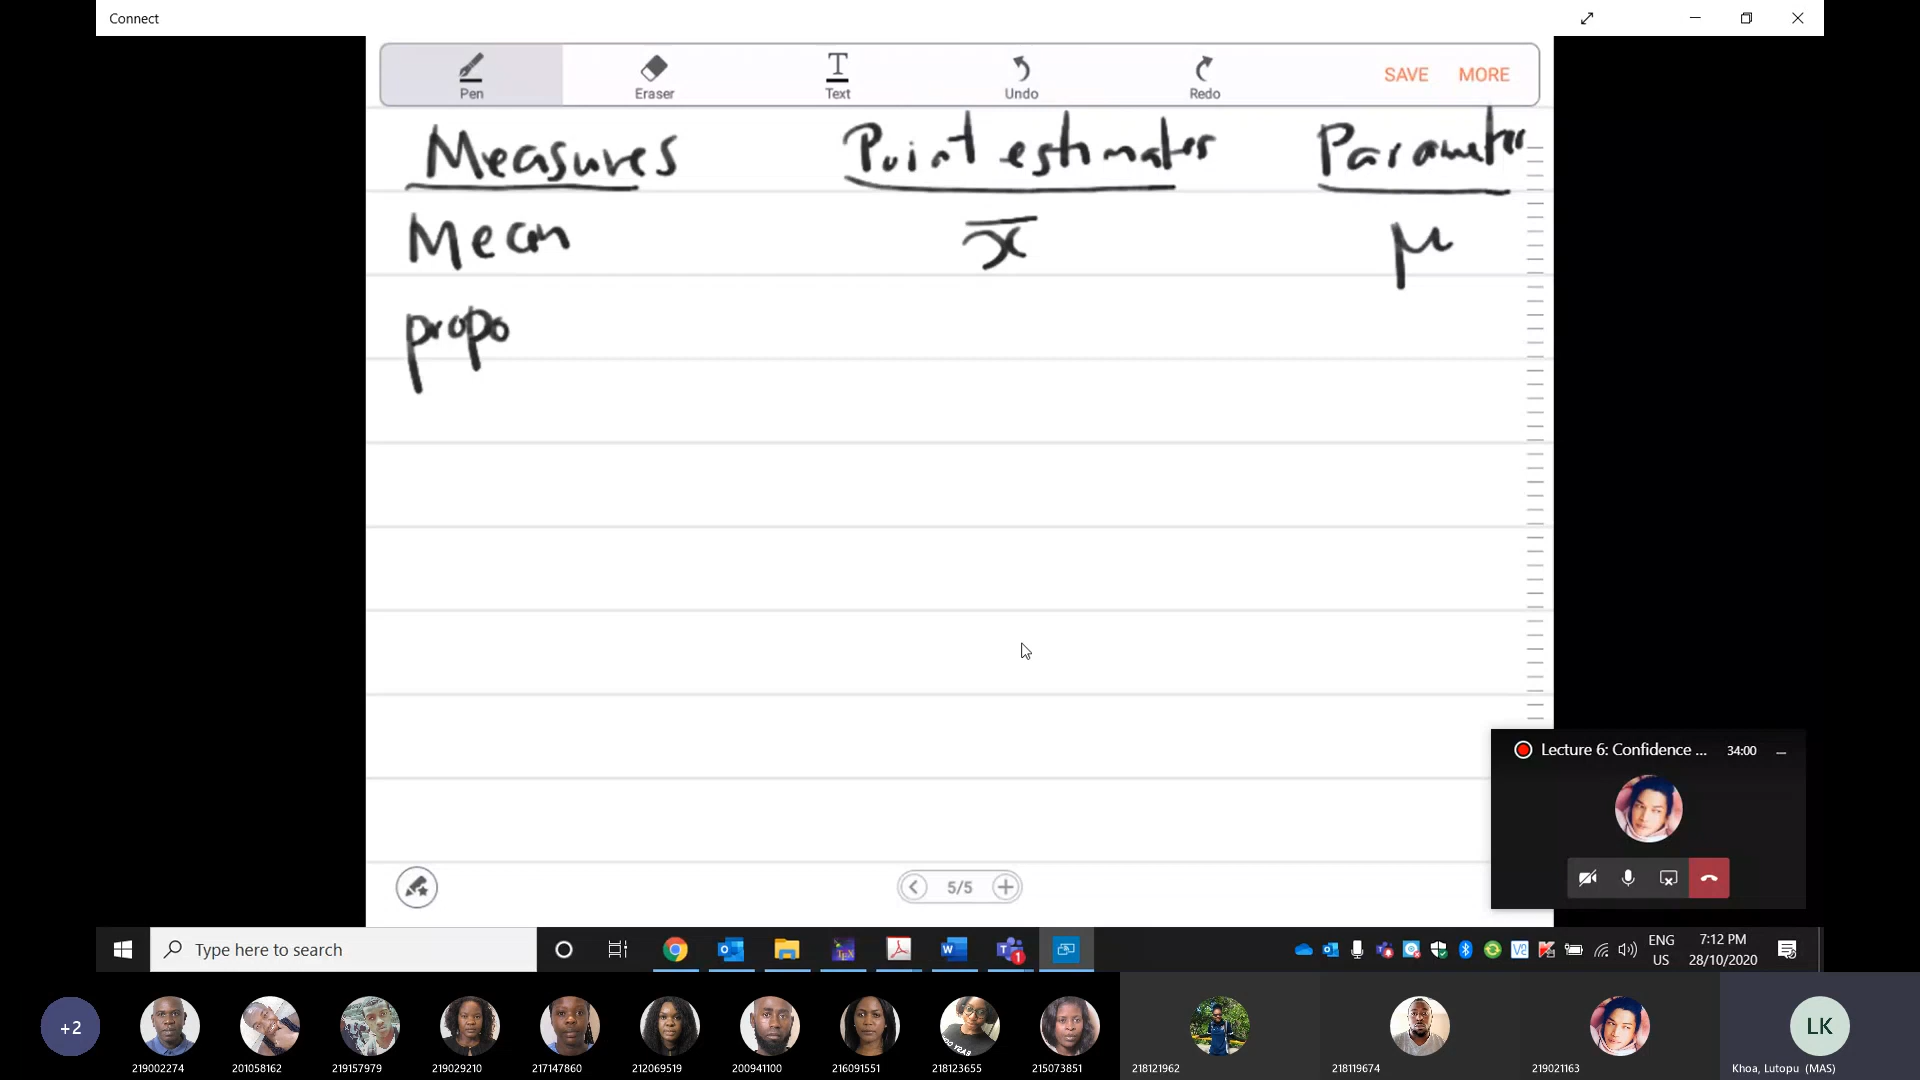 Connect
Pen Eraser Text Undo Redo SAVE MORE
Measures Point estimates Parameter
Mean x̄ μ
propo
Lecture 6: Confidence ... 34:00
5/5
Type here to search
1
ENG
US
7:12 PM
28/10/2020
+2
LK
219002274 201058162 219157979 219029210 217147860 212069519 200941100 216091551 218123655 215073851 218121962 218119674 219021163 Khoa, Lutopu (MAS)